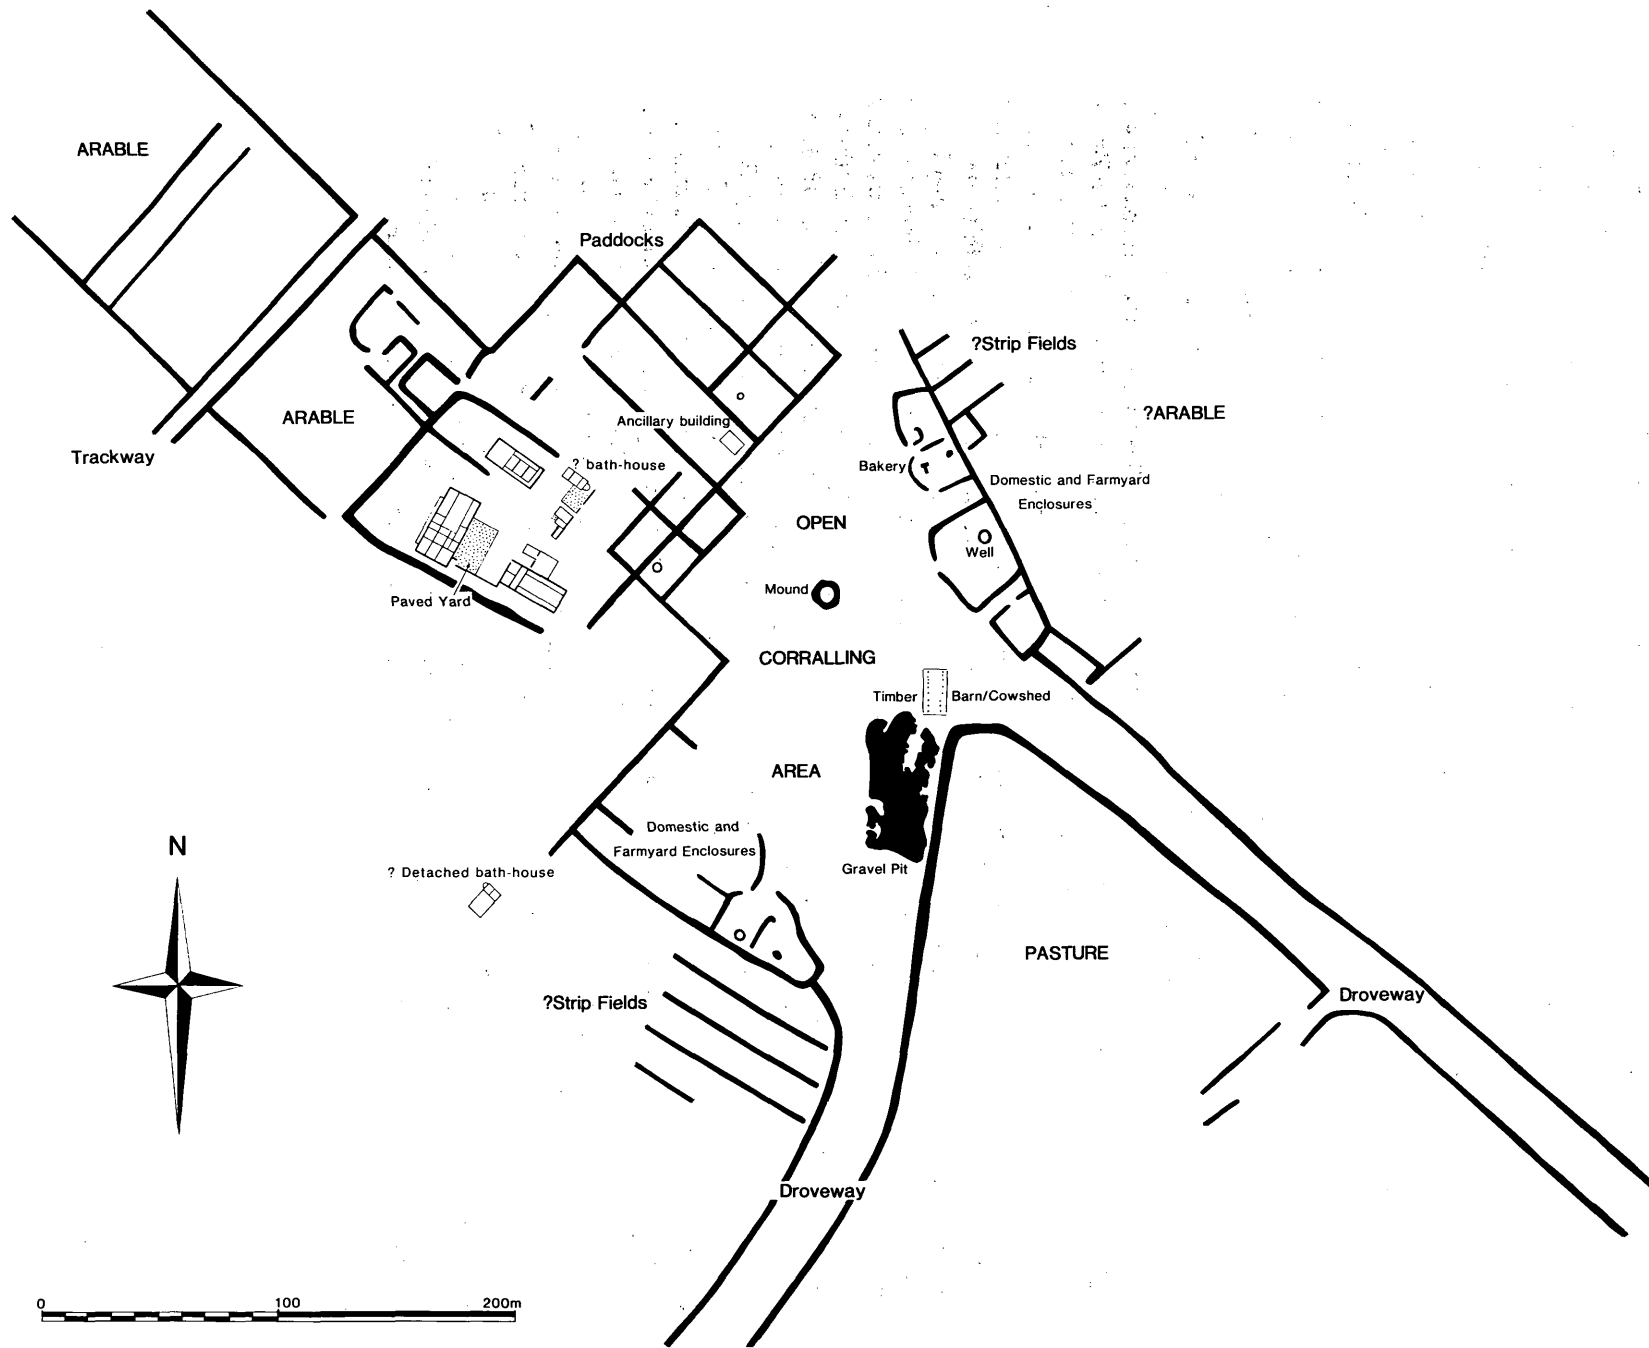 ARABLE
Paddocks
?Strip Fields
ARABLE
?ARABLE
Ancillary building
Trackway
? bath-house
Bakery
Domestic and Farmyard
Enclosures
OPEN
Well
Mound
Paved Yard
CORRALLING
Timber Barn/Cowshed
AREA
Domestic and
Farmyard Enclosures
N
Gravel Pit
? Detached bath-house
PASTURE
?Strip Fields
Droveway
Droveway
0 100 200m